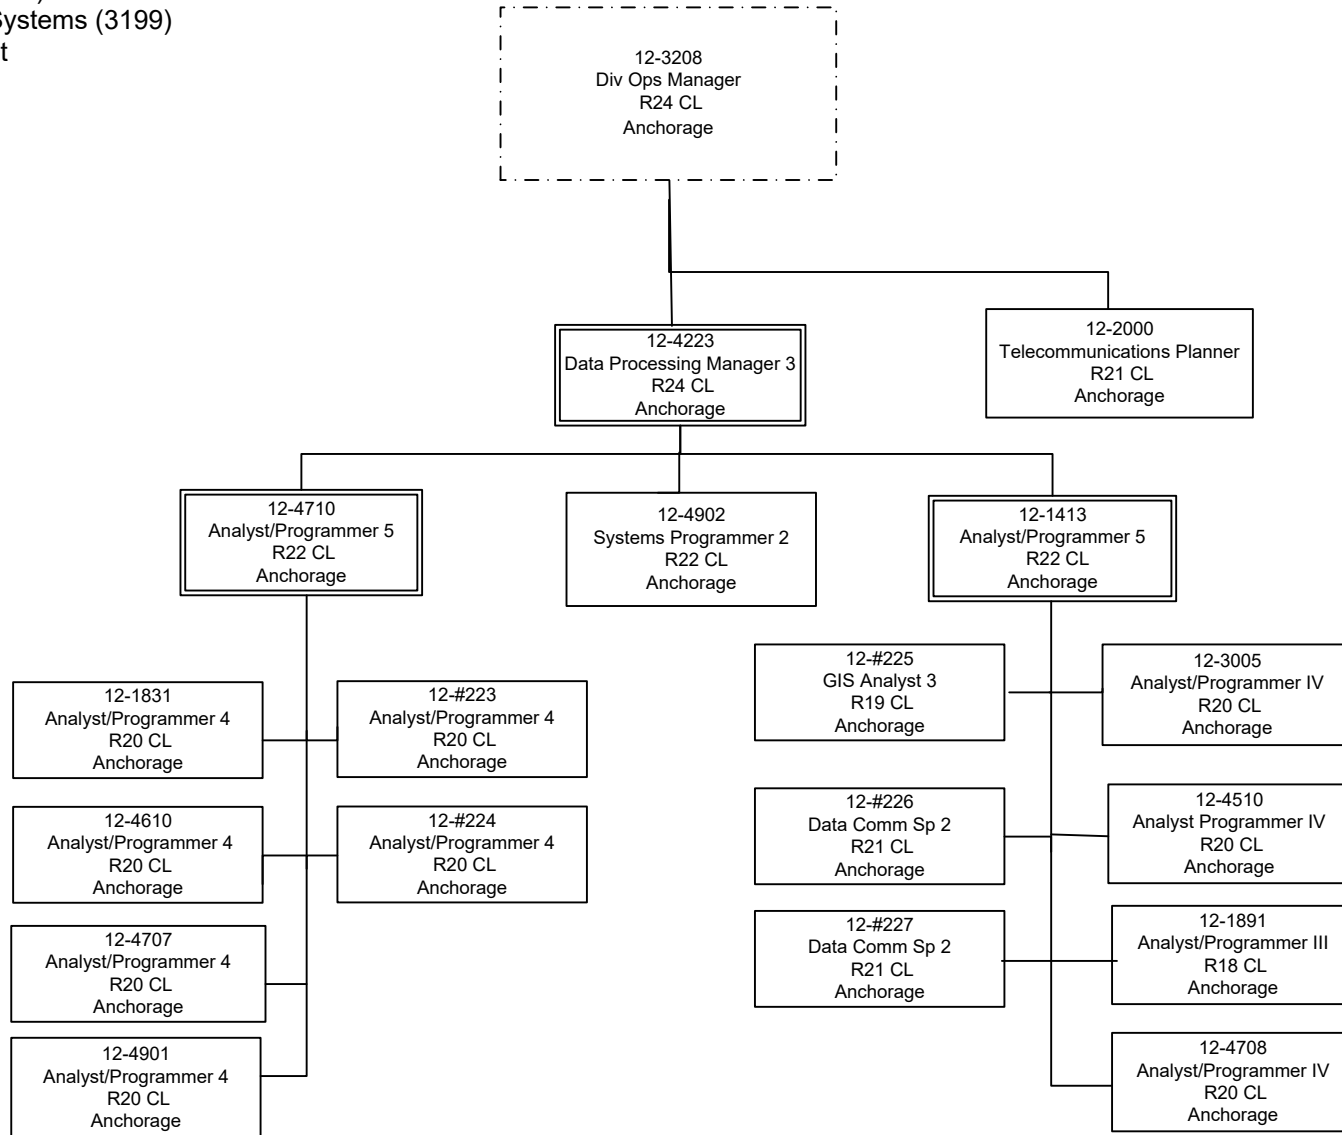 Systems (3199)
t
12-3208
Div Ops Manager
R24 CL
Anchorage
12-4223
Data Processing Manager 3
R24 CL
Anchorage
12-2000
Telecommunications Planner
R21 CL
Anchorage
12-4710
Analyst/Programmer 5
R22 CL
Anchorage
12-4902
Systems Programmer 2
R22 CL
Anchorage
12-1413
Analyst/Programmer 5
R22 CL
Anchorage
12-1831
Analyst/Programmer 4
R20 CL
Anchorage
12-#223
Analyst/Programmer 4
R20 CL
Anchorage
12-4610
Analyst/Programmer 4
R20 CL
Anchorage
12-#224
Analyst/Programmer 4
R20 CL
Anchorage
12-4707
Analyst/Programmer 4
R20 CL
Anchorage
12-4901
Analyst/Programmer 4
R20 CL
Anchorage
12-#225
GIS Analyst 3
R19 CL
Anchorage
12-3005
Analyst/Programmer IV
R20 CL
Anchorage
12-#226
Data Comm Sp 2
R21 CL
Anchorage
12-4510
Analyst Programmer IV
R20 CL
Anchorage
12-#227
Data Comm Sp 2
R21 CL
Anchorage
12-1891
Analyst/Programmer III
R18 CL
Anchorage
12-4708
Analyst/Programmer IV
R20 CL
Anchorage